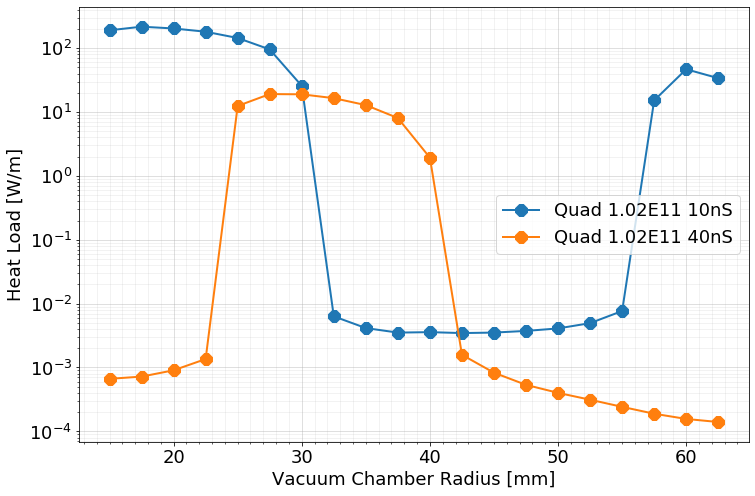 10²
10¹
10⁰
10⁻¹
10⁻²
10⁻³
10⁻⁴
Heat Load [W/m]
Quad 1.02E11 10nS
Quad 1.02E11 40nS
20 30 40 50 60
Vacuum Chamber Radius [mm]